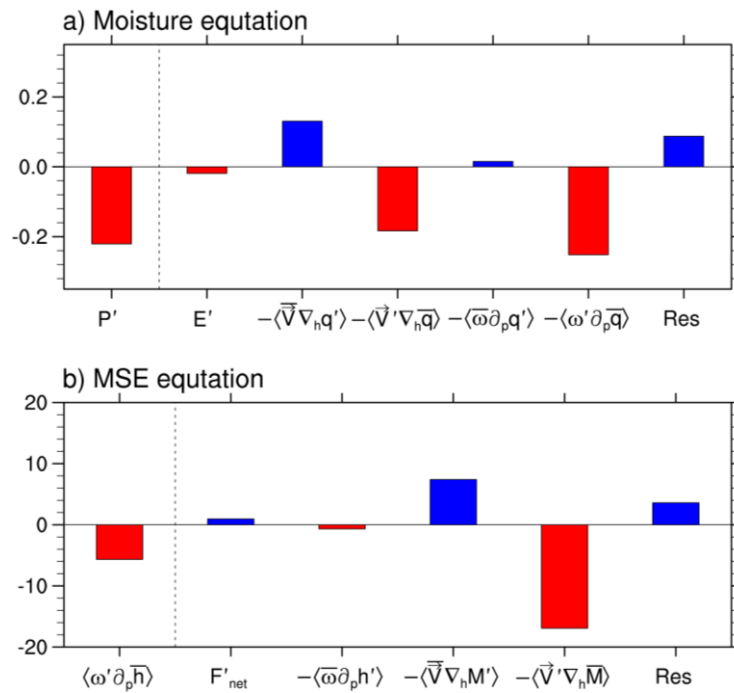 a) Moisture equtation
0.2
0.0
-0.2
P′ E′ −⟨V̅⃗∇ₕq′⟩ −⟨V⃗′∇ₕq̅⟩ −⟨ω̅∂ₚq′⟩ −⟨ω′∂ₚq̅⟩ Res
b) MSE equtation
20
10
0
-10
-20
⟨ω′∂ₚh̅⟩ F′net −⟨ω̅∂ₚh′⟩ −⟨V̅⃗∇ₕM′⟩ −⟨V⃗′∇ₕM̅⟩ Res